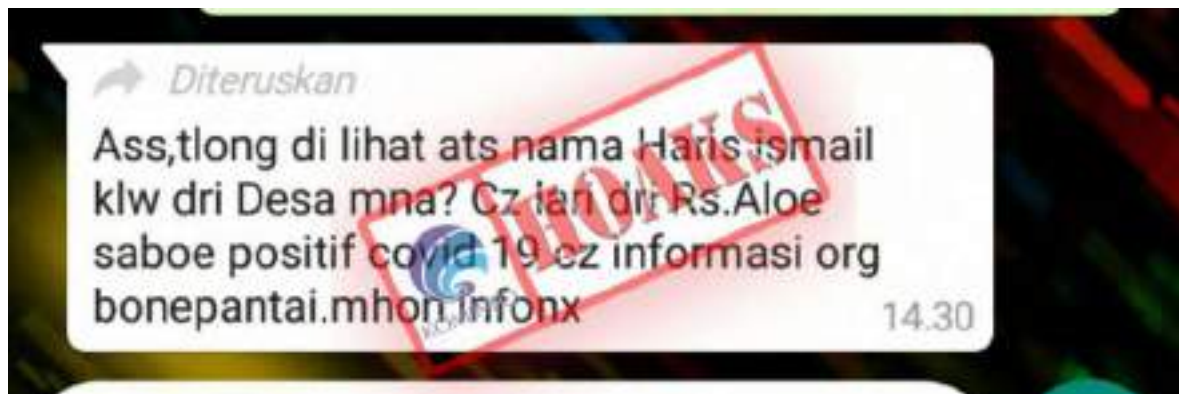 Diteruskan
Ass,tlong di lihat ats nama Haris ismail
klw dri Desa mna? Cz lari dri Rs.Aloe
saboe positif covid 19 cz informasi org
bonepantai.mhon infonx
14.30
HOAKS